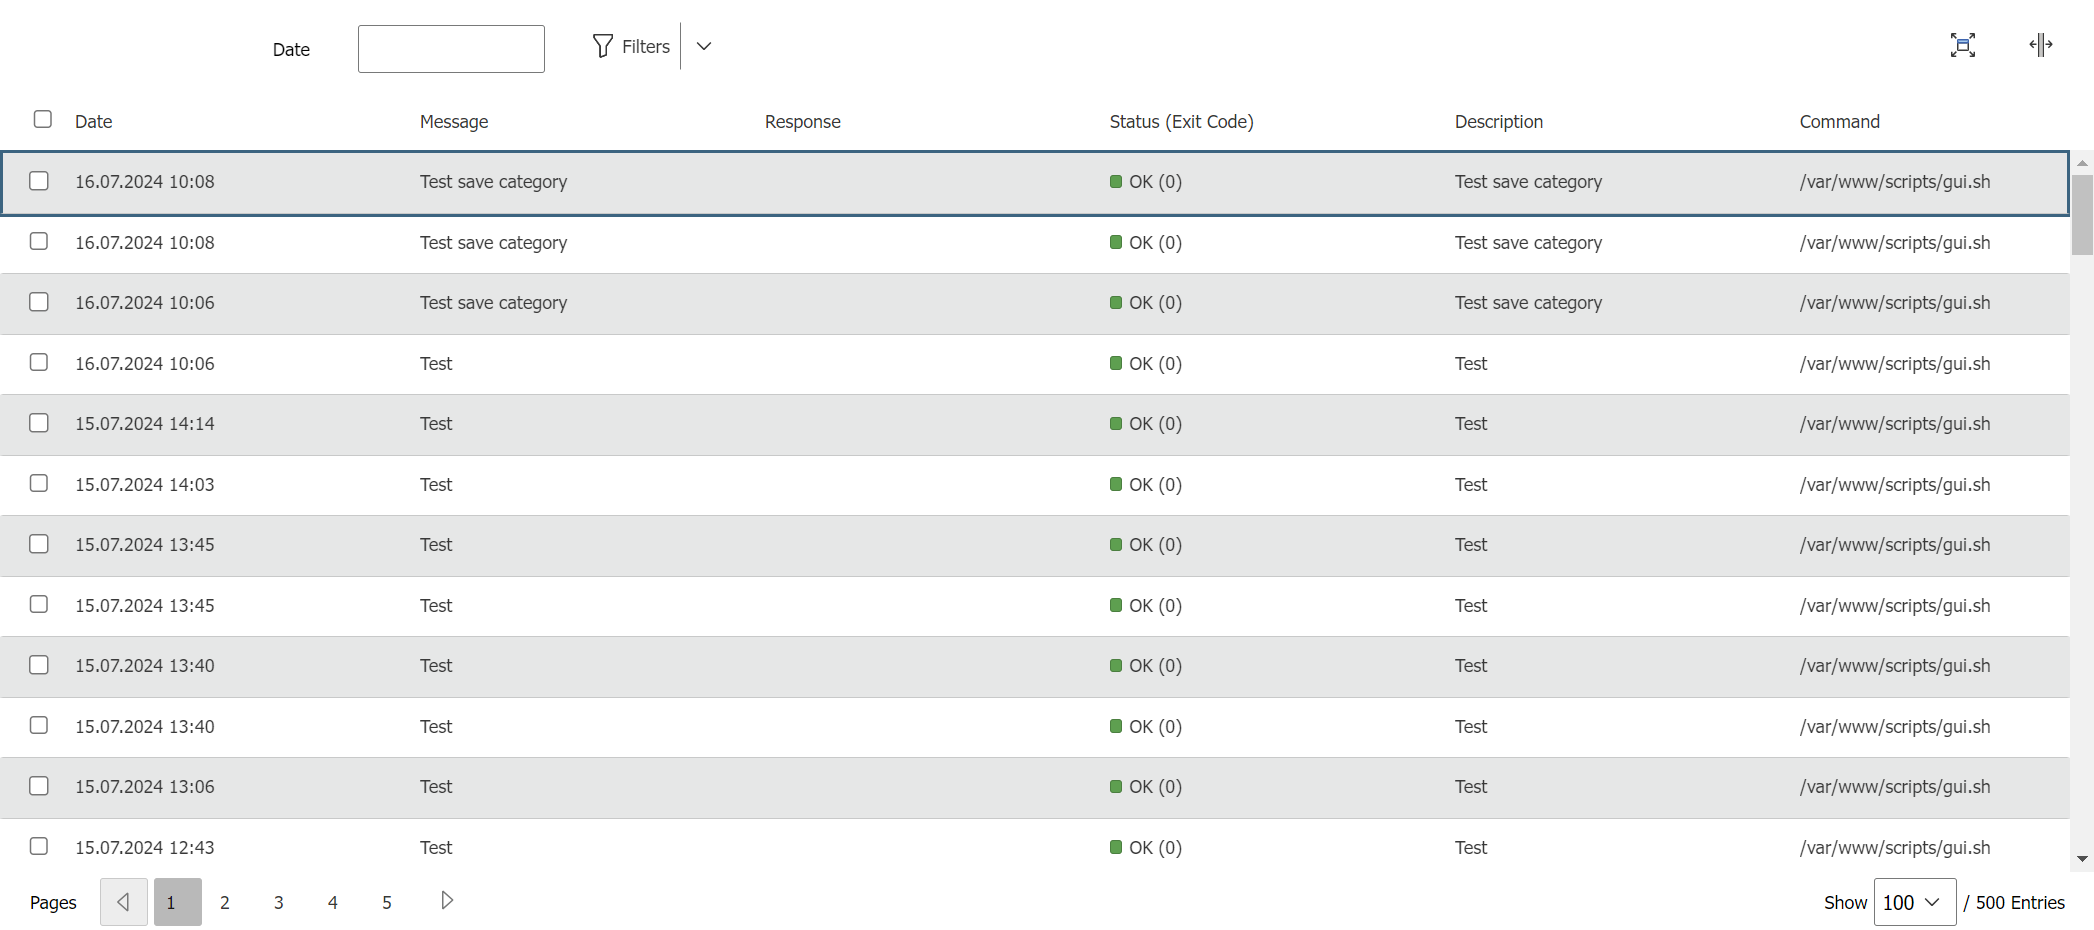 Date Filters
Date Message Response Status (Exit Code) Description Command
16.07.2024 10:08 Test save category OK (0) Test save category /var/www/scripts/gui.sh
16.07.2024 10:08 Test save category OK (0) Test save category /var/www/scripts/gui.sh
16.07.2024 10:06 Test save category OK (0) Test save category /var/www/scripts/gui.sh
16.07.2024 10:06 Test OK (0) Test /var/www/scripts/gui.sh
15.07.2024 14:14 Test OK (0) Test /var/www/scripts/gui.sh
15.07.2024 14:03 Test OK (0) Test /var/www/scripts/gui.sh
15.07.2024 13:45 Test OK (0) Test /var/www/scripts/gui.sh
15.07.2024 13:45 Test OK (0) Test /var/www/scripts/gui.sh
15.07.2024 13:40 Test OK (0) Test /var/www/scripts/gui.sh
15.07.2024 13:40 Test OK (0) Test /var/www/scripts/gui.sh
15.07.2024 13:06 Test OK (0) Test /var/www/scripts/gui.sh
15.07.2024 12:43 Test OK (0) Test /var/www/scripts/gui.sh
Pages 1 2 3 4 5 Show 100 / 500 Entries